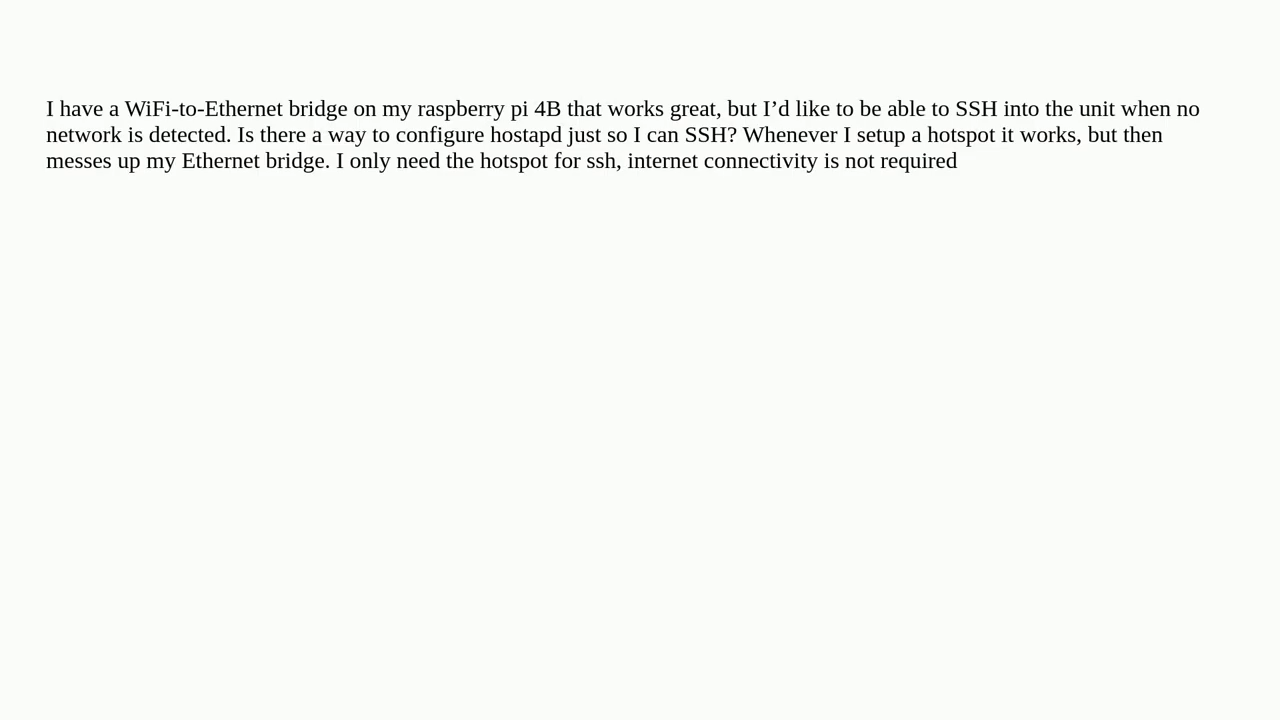 I have a WiFi-to-Ethernet bridge on my raspberry pi 4B that works great, but I’d like to be able to SSH into the unit when no
network is detected. Is there a way to configure hostapd just so I can SSH? Whenever I setup a hotspot it works, but then
messes up my Ethernet bridge. I only need the hotspot for ssh, internet connectivity is not required